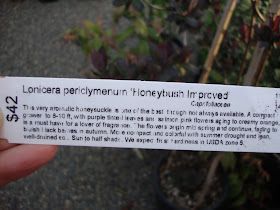 Lonicera periclymenum 'Honeybush Improved'
Caprifoliaceae
$42
This very aromatic honeysuckle is one of the best though not always available. A compact
grower to 8-10 ft, with purple tinted leaves and salmon pink flowers aging to creamy orange,
is a must have for a lover of fragrance. The flowers begin mid spring and continue, fading to
bluish black berries in autumn. More compact and colorful with summer drought and lean,
well-drained soil. Sun to half shade. We expect frost hardiness in USDA zone 5.